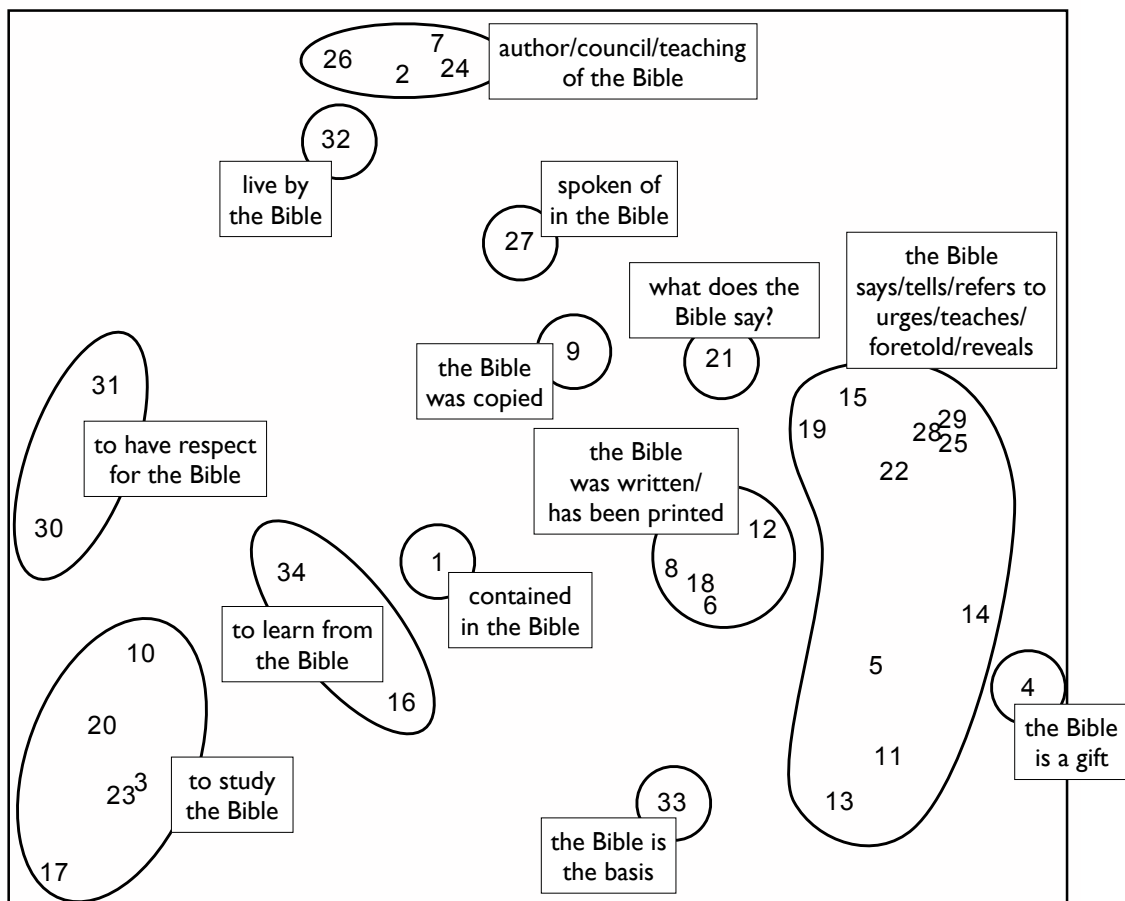 26
7
2
24
author/council/teaching
of the Bible
32
live by
the Bible
27
spoken of
in the Bible
9
the Bible
was copied
what does the
Bible say?
21
the Bible
says/tells/refers to
urges/teaches/
foretold/reveals
15
19
28
29
25
22
14
5
11
13
31
to have respect
for the Bible
30
the Bible
was written/
has been printed
12
8
18
6
34
to learn from
the Bible
16
1
contained
in the Bible
10
20
3
23
17
to study
the Bible
4
the Bible
is a gift
33
the Bible is
the basis